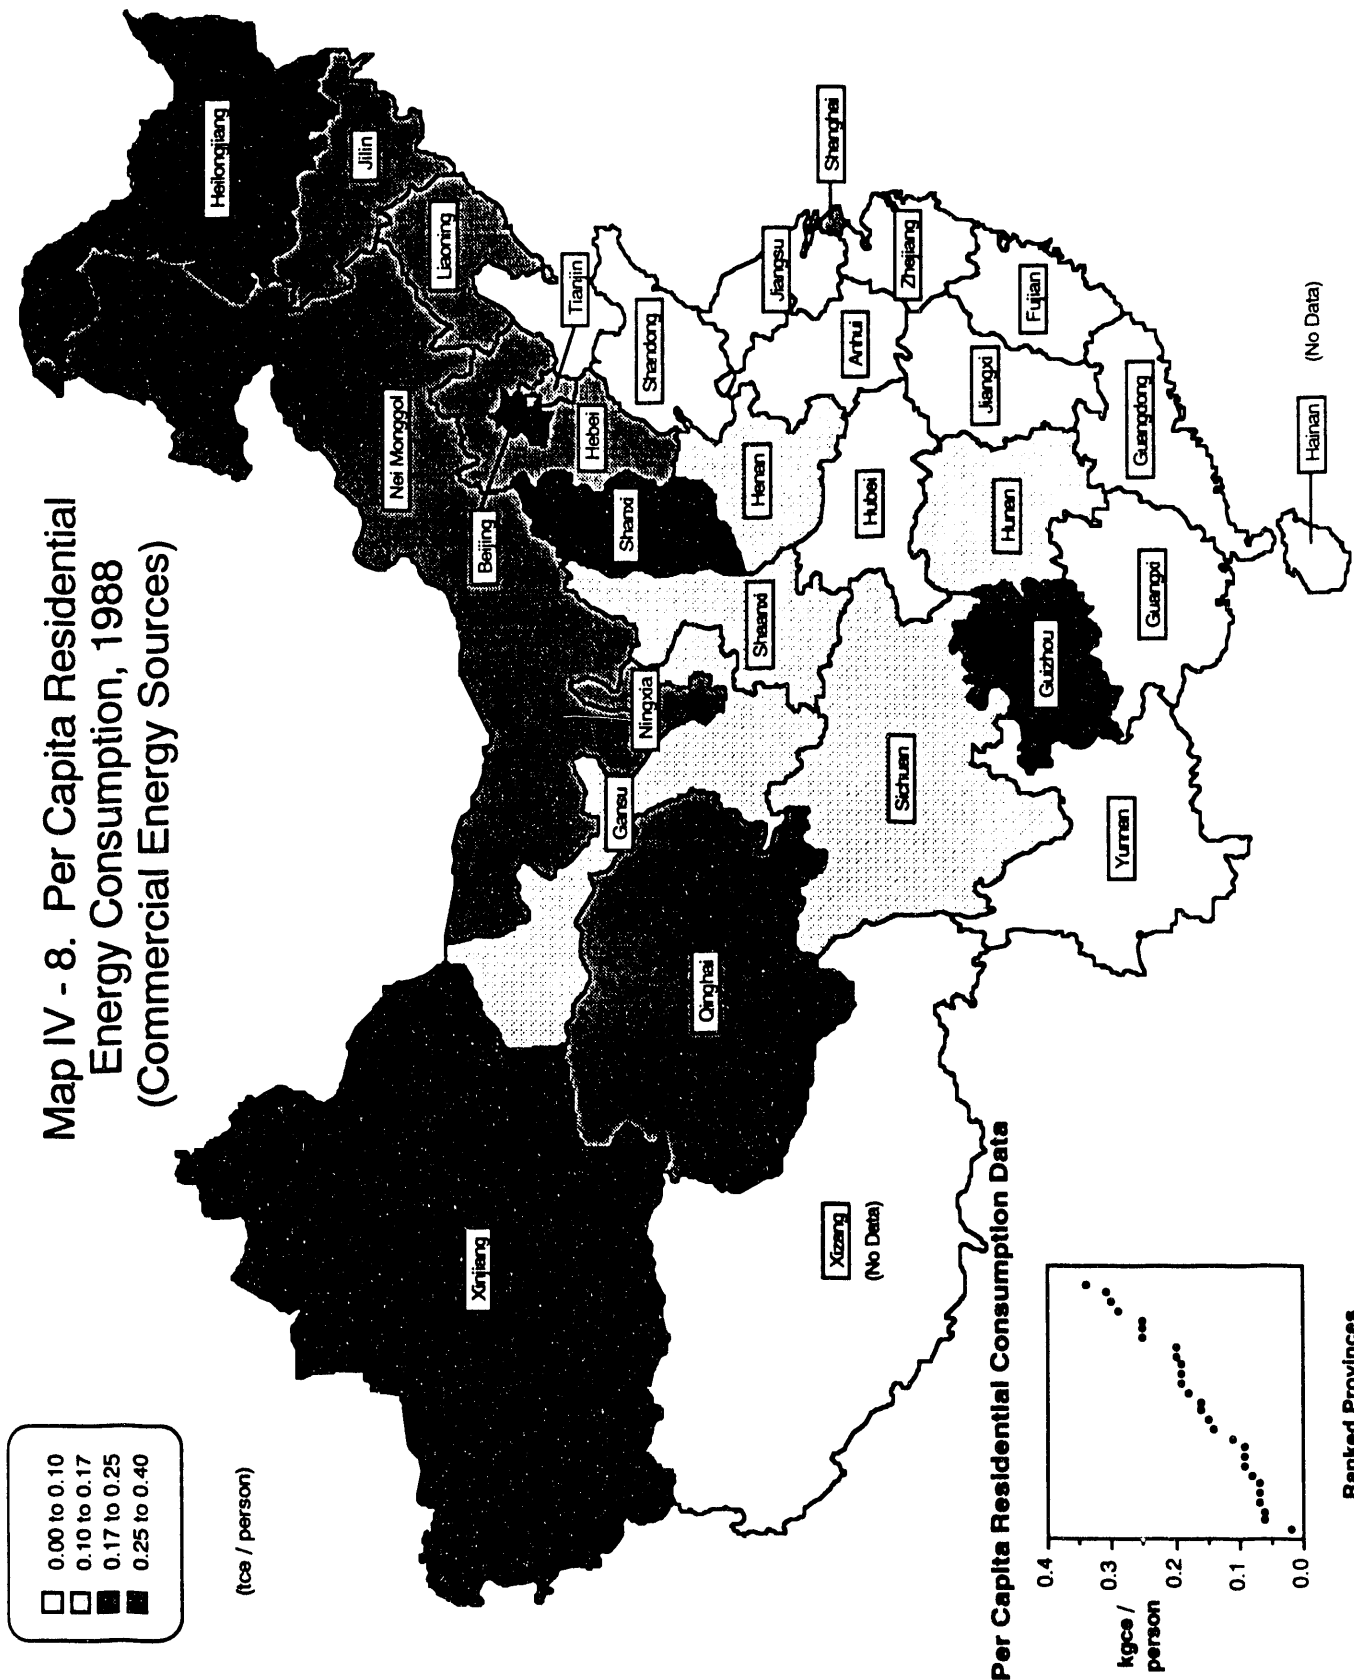 Map IV - 8. Per Capita Residential
Energy Consumption, 1988
(Commercial Energy Sources)
0.00 to 0.10
0.10 to 0.17
0.17 to 0.25
0.25 to 0.40
(tce / person)
Heilongjiang
Jilin
Liaoning
Nei Mongol
Beijing
Tianjin
Hebei
Shanxi
Shandong
Henan
Jiangsu
Shanghai
Anhui
Zhejiang
Hubei
Hunan
Jiangxi
Fujian
Guangdong
Guangxi
Hainan
(No Data)
Shaanxi
Ningxia
Gansu
Qinghai
Xinjiang
Xizang
(No Data)
Sichuan
Guizhou
Yunnan
Per Capita Residential Consumption Data
kgce /
person
0.4
0.3
0.2
0.1
0.0
Ranked Provinces